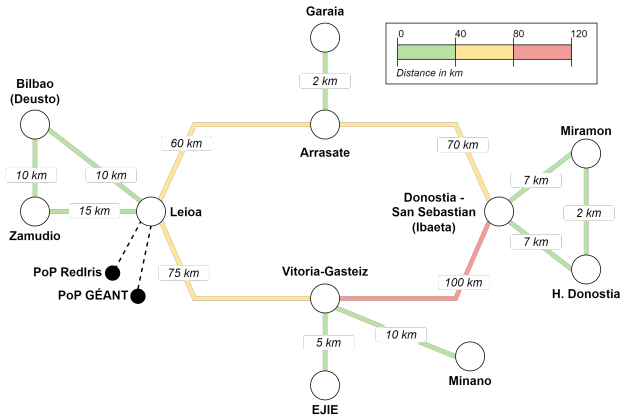 Garaia
0
40
80
120
Distance in km
2 km
Bilbao
(Deusto)
Arrasate
60 km
70 km
Miramon
10 km
10 km
7 km
15 km
Leioa
Zamudio
Donostia -
San Sebastian
(Ibaeta)
2 km
7 km
PoP RedIris
PoP GÉANT
75 km
Vitoria-Gasteiz
100 km
H. Donostia
5 km
10 km
Minano
EJIE